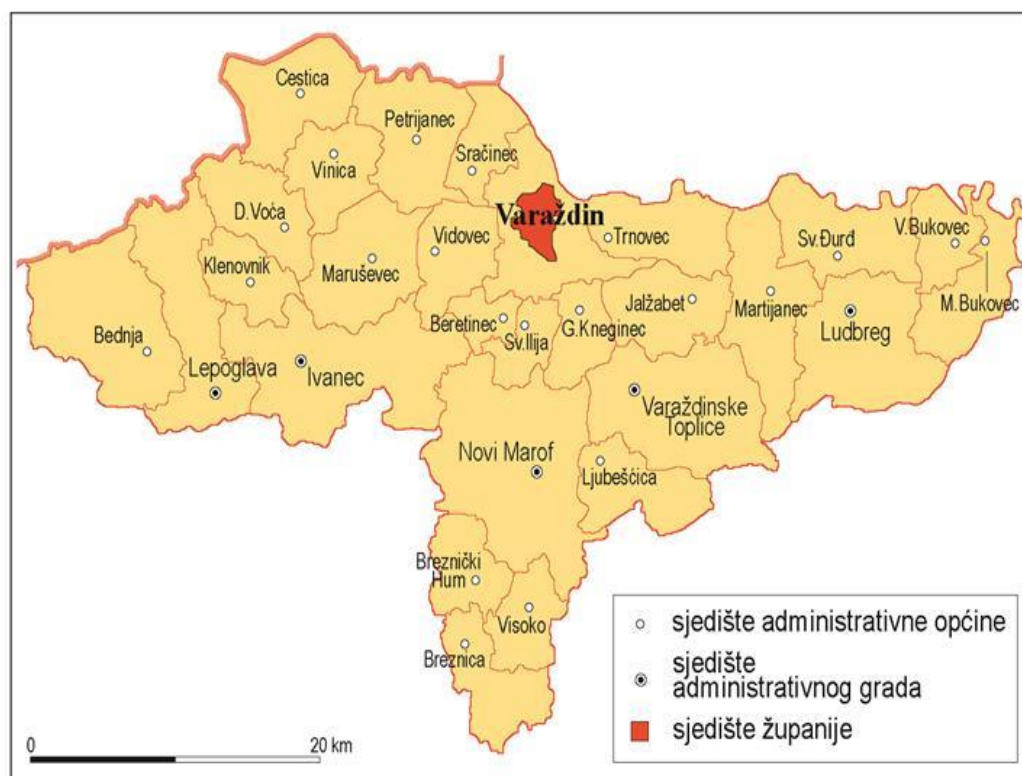 Cestica
Petrijanec
Vinica
Sračinec
D.Voća
Varaždin
Vidovec
Trnovec
Sv.Đurđ
V.Bukovec
Klenovnik
Maruševec
M.Bukovec
Bednja
Beretinec
Sv.Ilija
G.Kneginec
Jalžabet
Martijanec
Ludbreg
Lepoglava
Ivanec
Varaždinske
Toplice
Novi Marof
Ljubešćica
Breznički
Hum
Visoko
Breznica
sjedište administrativne općine
sjedište
administrativnog grada
sjedište županije
0
20 km